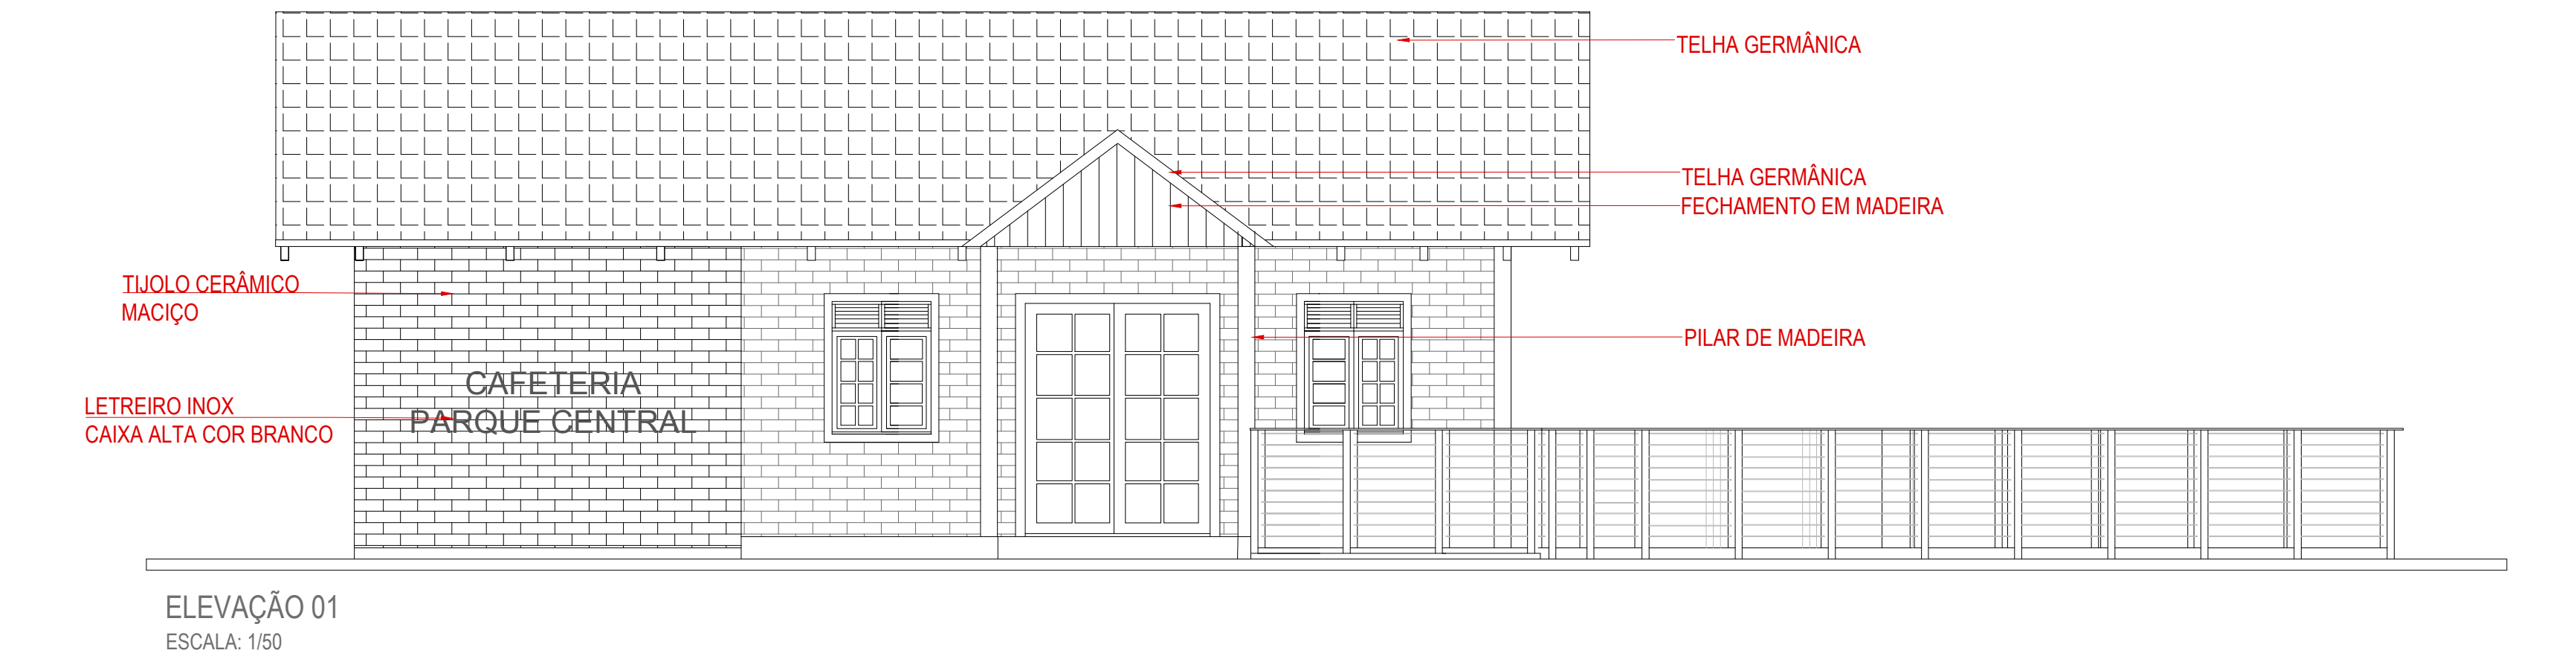 TELHA GERMÂNICA
TELHA GERMÂNICA
FECHAMENTO EM MADEIRA
TIJOLO CERÂMICO
MACIÇO
PILAR DE MADEIRA
CAFETERIA
PARQUE CENTRAL
LETREIRO INOX
CAIXA ALTA COR BRANCO
ELEVAÇÃO 01
ESCALA: 1/50